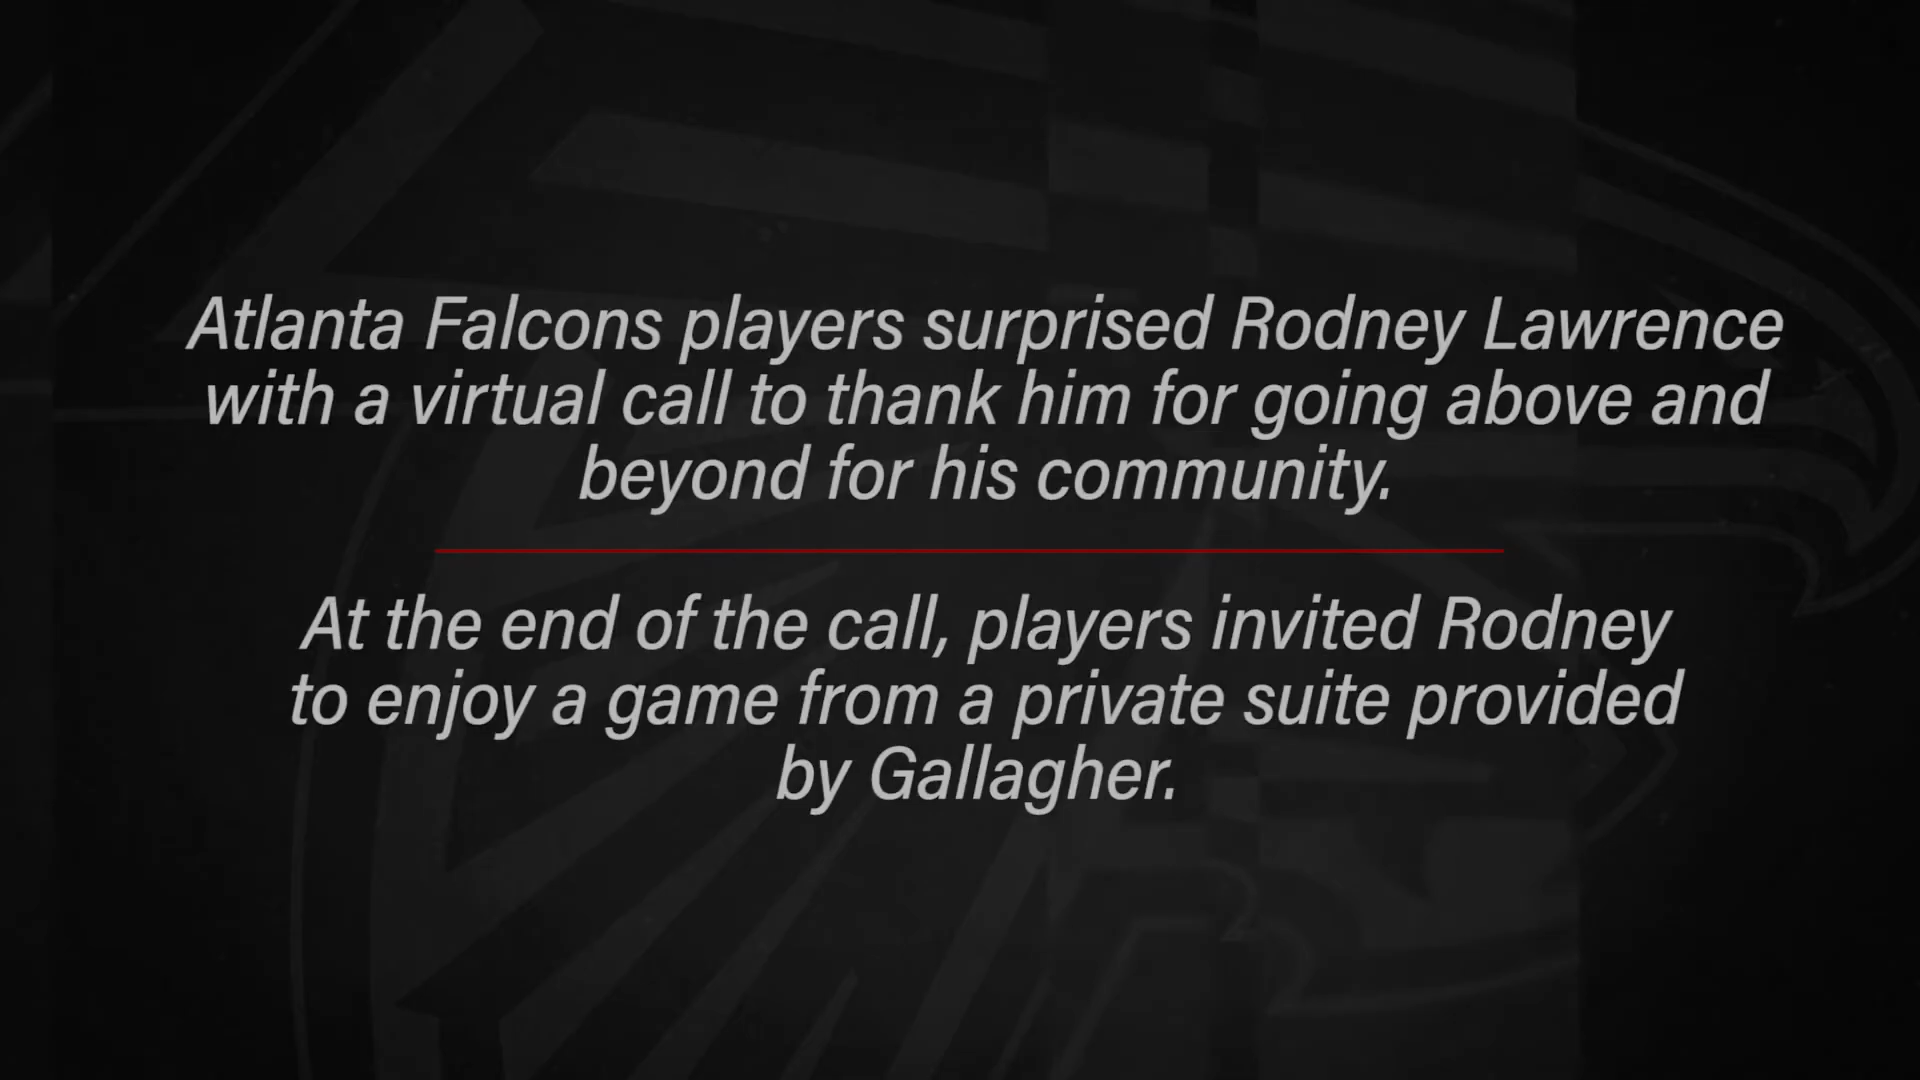 Atlanta Falcons players surprised Rodney Lawrence
with a virtual call to thank him for going above and
beyond for his community.
At the end of the call, players invited Rodney
to enjoy a game from a private suite provided
by Gallagher.